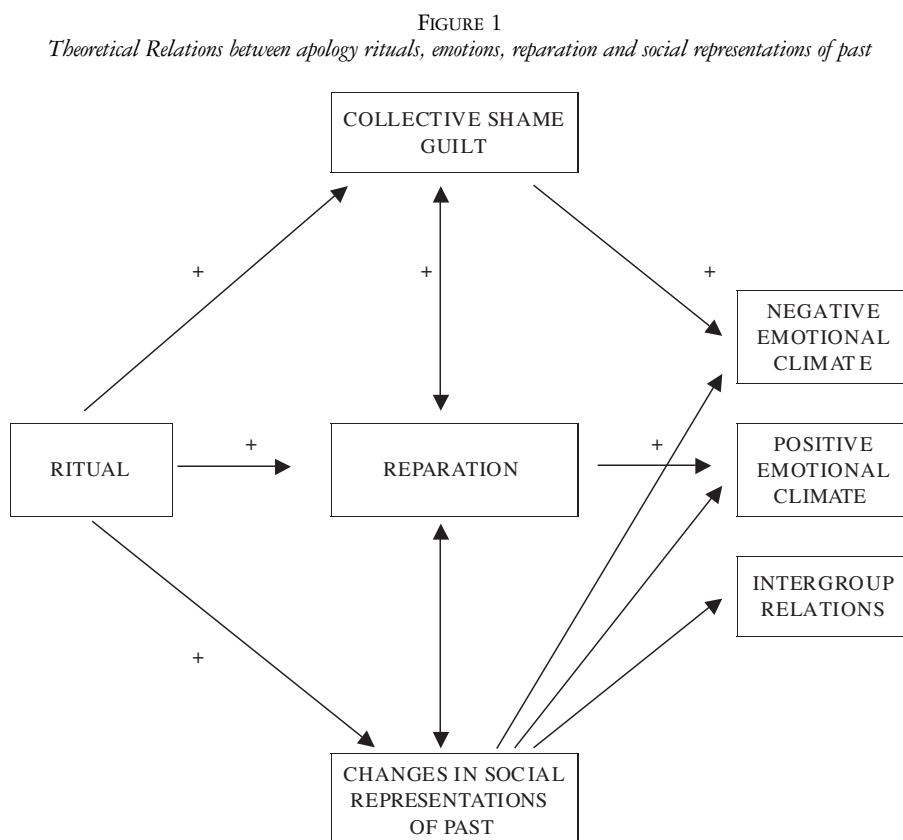 FIGURE 1
Theoretical Relations between apology rituals, emotions, reparation and social representations of past
COLLECTIVE SHAME
GUILT
+
+
+
NEGATIVE
EMOTIONAL
CLIMATE
RITUAL
+
REPARATION
+
POSITIVE
EMOTIONAL
CLIMATE
INTERGROUP
RELATIONS
+
CHANGES IN SOCIAL
REPRESENTATIONS
OF PAST